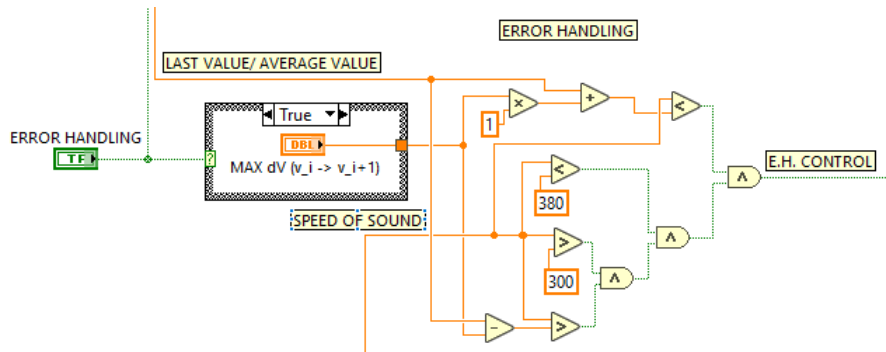 ERROR HANDLING
LAST VALUE/ AVERAGE VALUE
True
×
+
<
1
ERROR HANDLING
TF
?
DBL
MAX dV (v_i -> v_i+1)
<
380
∧
E.H. CONTROL
SPEED OF SOUND
>
∧
300
∧
−
>